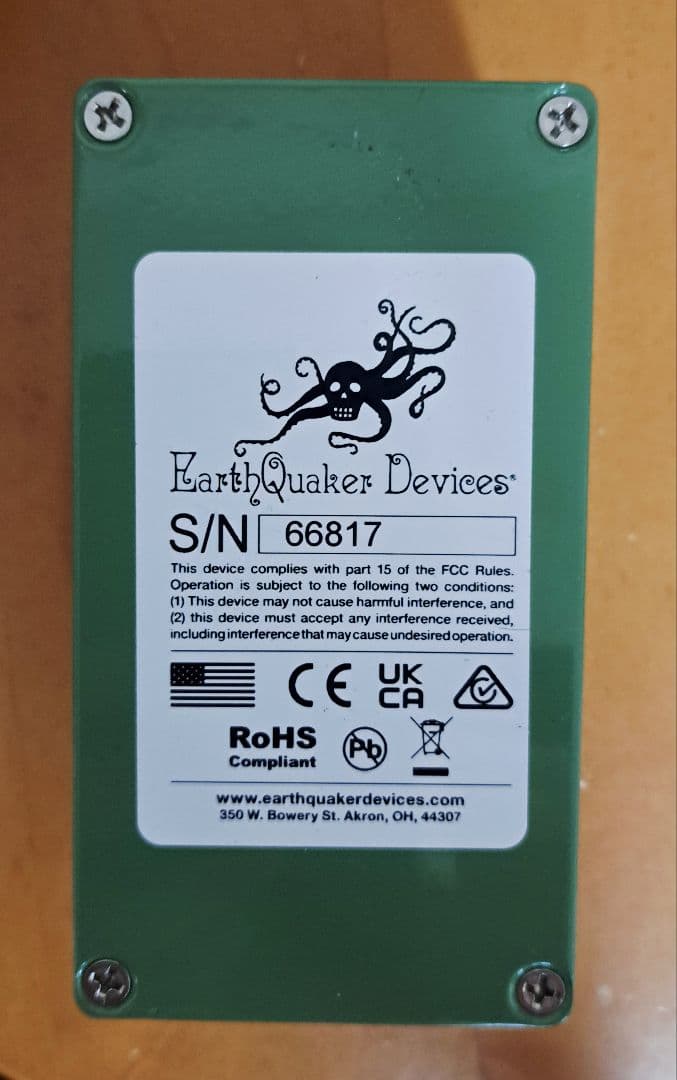 EarthQuaker Devices®
S/N 66817
This device complies with part 15 of the FCC Rules.
Operation is subject to the following two conditions:
(1) This device may not cause harmful interference, and
(2) this device must accept any interference received,
including interference that may cause undesired operation.
CE UK
CA
RoHS
Compliant
Pb
www.earthquakerdevices.com
350 W. Bowery St. Akron, OH, 44307